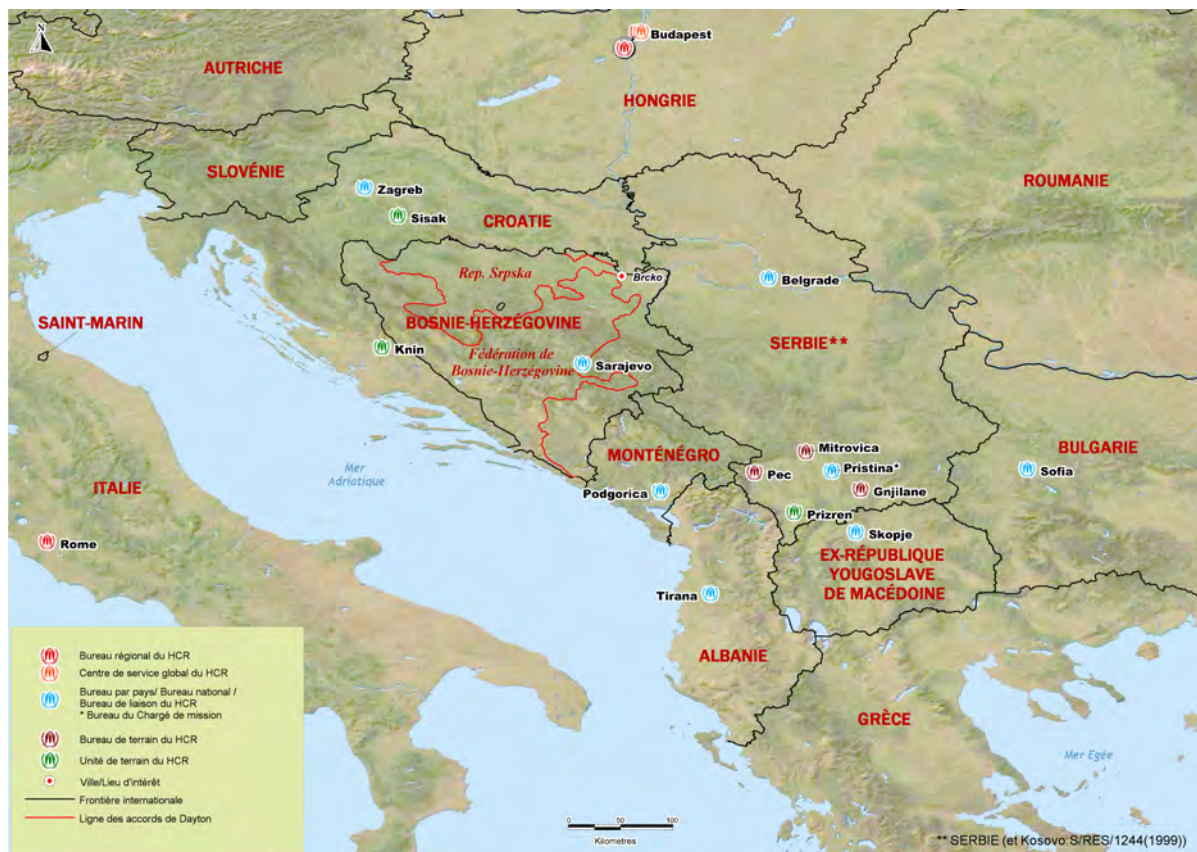 N
Budapest
AUTRICHE
HONGRIE
SLOVÉNIE
ROUMANIE
Zagreb
Sisak
CROATIE
Rep. Srpska
Brcko
Belgrade
SAINT-MARIN
BOSNIE-HERZÉGOVINE
SERBIE**
Knin
Fédération de
Bosnie-Herzégovine
Sarajevo
Mer
Adriatique
MONTÉNÉGRO
Mitrovica
BULGARIE
Pec
Pristina*
Sofia
ITALIE
Podgorica
Gnjilane
Prizren
Rome
Skopje
EX-RÉPUBLIQUE
YOUGOSLAVE
DE MACÉDOINE
Tirana
ALBANIE
GRÈCE
Mer Egée
Bureau régional du HCR
Centre de service global du HCR
Bureau par pays/ Bureau national /
Bureau de liaison du HCR
* Bureau du Chargé de mission
Bureau de terrain du HCR
Unité de terrain du HCR
Ville/Lieu d'intérêt
Frontière internationale
Ligne des accords de Dayton
0 50 100
Kilometres
** SERBIE (et Kosovo:S/RES/1244(1999))